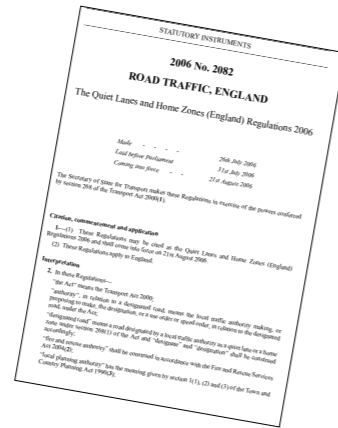 STATUTORY INSTRUMENTS
2006 No. 2082
ROAD TRAFFIC, ENGLAND
The Quiet Lanes and Home Zones (England) Regulations 2006
Made - - - - 26th July 2006
Laid before Parliament 31st July 2006
Coming into force - - 21st August 2006
The Secretary of State for Transport makes these Regulations in exercise of the powers conferred
by section 268 of the Transport Act 2000(1).
Citation, commencement and application
1.—(1) These Regulations may be cited as the Quiet Lanes and Home Zones (England)
Regulations 2006 and shall come into force on 21st August 2006.
(2) These Regulations apply to England.
Interpretation
2. In these Regulations—
"the Act" means the Transport Act 2000;
"authority", in relation to a designated road, means the local traffic authority making, or
proposing to make, the designation, or a use order or speed order, in relation to the designated
road, under the Act;
"designated road" means a road designated by a local traffic authority as a quiet lane or a home
zone under section 268(1) of the Act and "designate" and "designation" shall be construed
accordingly;
"fire and rescue authority" shall be construed in accordance with the Fire and Rescue Services
Act 2004(2);
"local planning authority" has the meaning given by section 1(1), (2) and (3) of the Town and
Country Planning Act 1990(3);